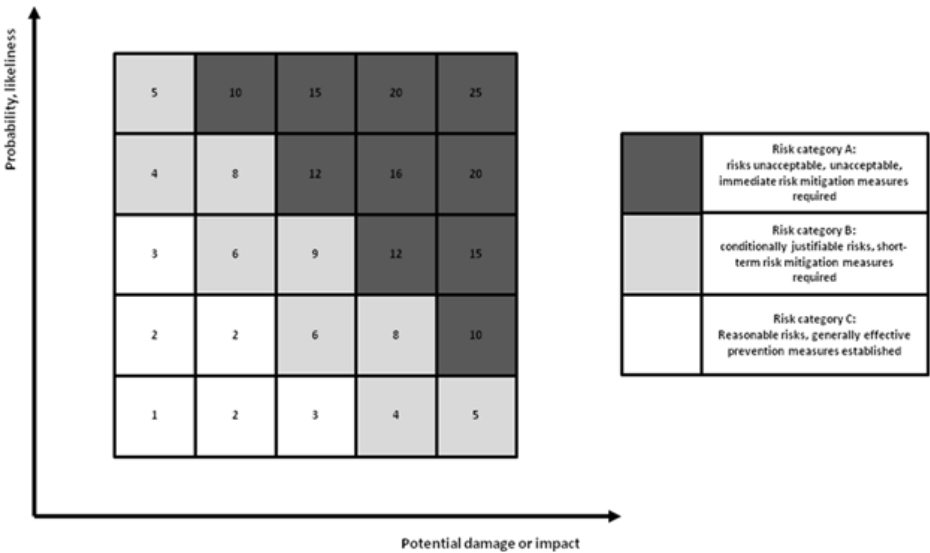 Probability, likeliness
5 10 15 20 25
4 8 12 16 20
3 6 9 12 15
2 2 6 8 10
1 2 3 4 5
Potential damage or impact
Risk category A:
risks unacceptable, unacceptable,
immediate risk mitigation measures
required
Risk category B:
conditionally justifiable risks, short-
term risk mitigation measures
required
Risk category C:
Reasonable risks, generally effective
prevention measures established